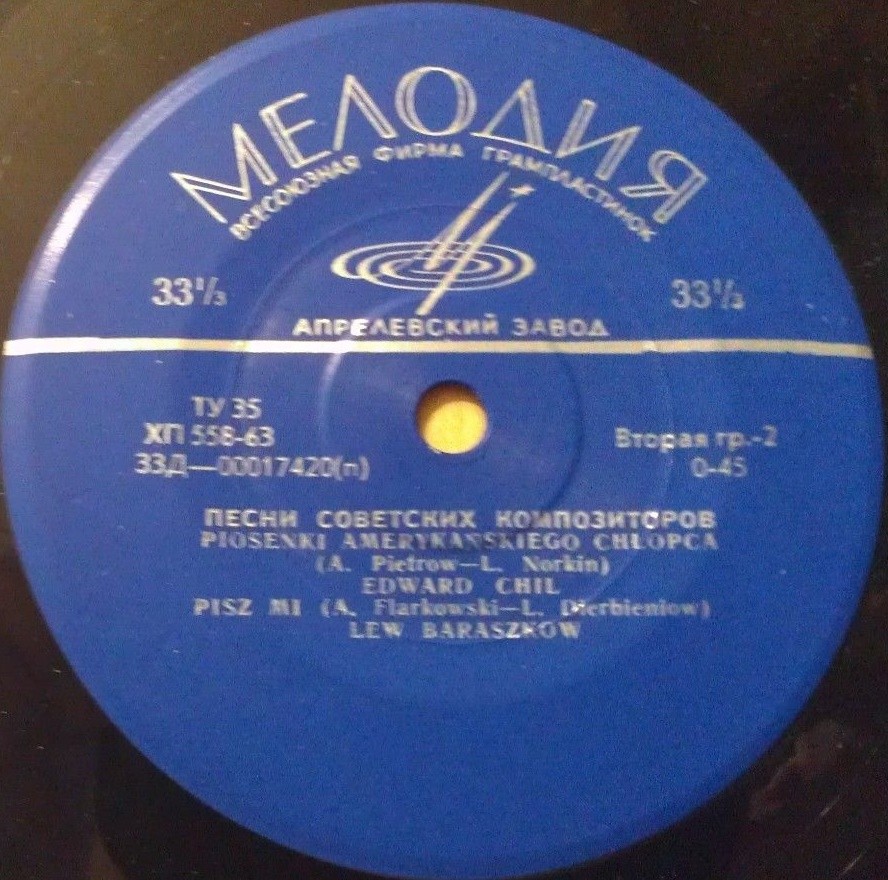 МЕЛОДИЯ
ВСЕСОЮЗНАЯ ФИРМА ГРАМПЛАСТИНОК
33⅓ 33⅓
АПРЕЛЕВСКИЙ ЗАВОД
ТУ 35
ХП 558-63
33Д—00017420(п)
Вторая гр.-2
0-45
ПЕСНИ СОВЕТСКИХ КОМПОЗИТОРОВ
PIOSENKI AMERYKANSKIEGO CHŁOPCA
(A. Pietrow—L. Norkin)
EDWARD CHIL
PISZ MI (A. Flarkowski—L. Dierbieniow)
LEW BARASZKOW